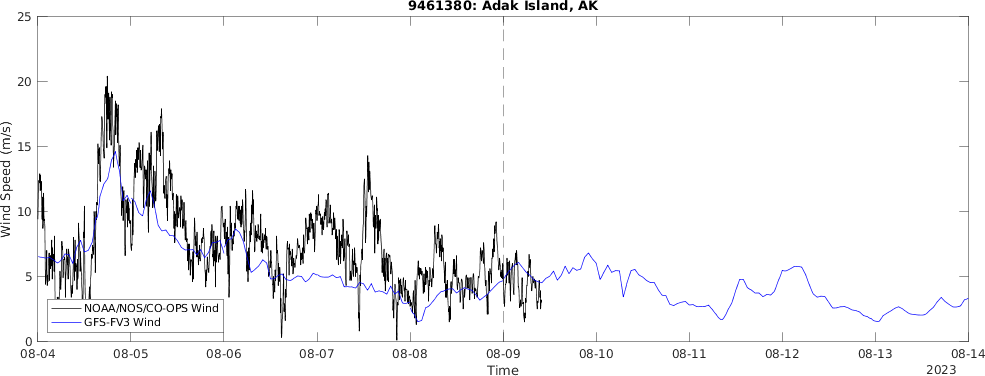 9461380: Adak Island, AK
Wind Speed (m/s)
25
20
15
10
5
0
NOAA/NOS/CO-OPS Wind
GFS-FV3 Wind
08-04 08-05 08-06 08-07 08-08 08-09 08-10 08-11 08-12 08-13 08-14
Time
2023